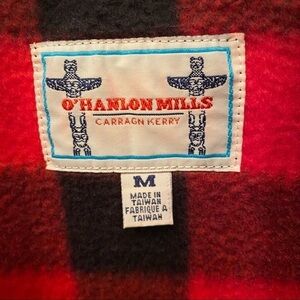 O'HANLON MILLS
CARRAGN KERRY
M
MADE IN
TAIWAN
FABRIQUE A
TAIWAN